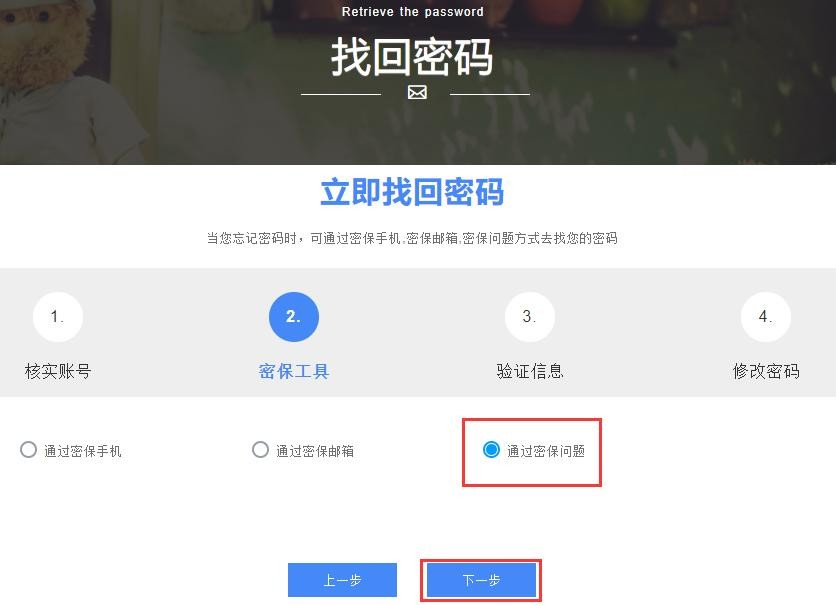 Retrieve the password
找回密码
立即找回密码
当您忘记密码时，可通过密保手机,密保邮箱,密保问题方式去找您的密码
1. 2. 3. 4.
核实账号 密保工具 验证信息 修改密码
通过密保手机 通过密保邮箱 通过密保问题
上一步 下一步